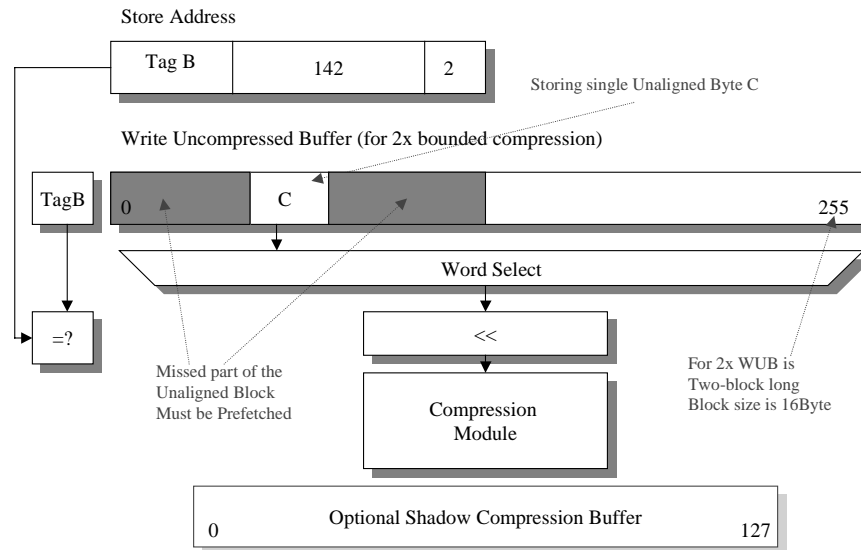 Store Address
Tag B 142 2
Storing single Unaligned Byte C
Write Uncompressed Buffer (for 2x bounded compression)
TagB 0 C 255
Word Select
=?
<<
Missed part of the
Unaligned Block
Must be Prefetched
For 2x WUB is
Two-block long
Block size is 16Byte
Compression
Module
0 Optional Shadow Compression Buffer 127